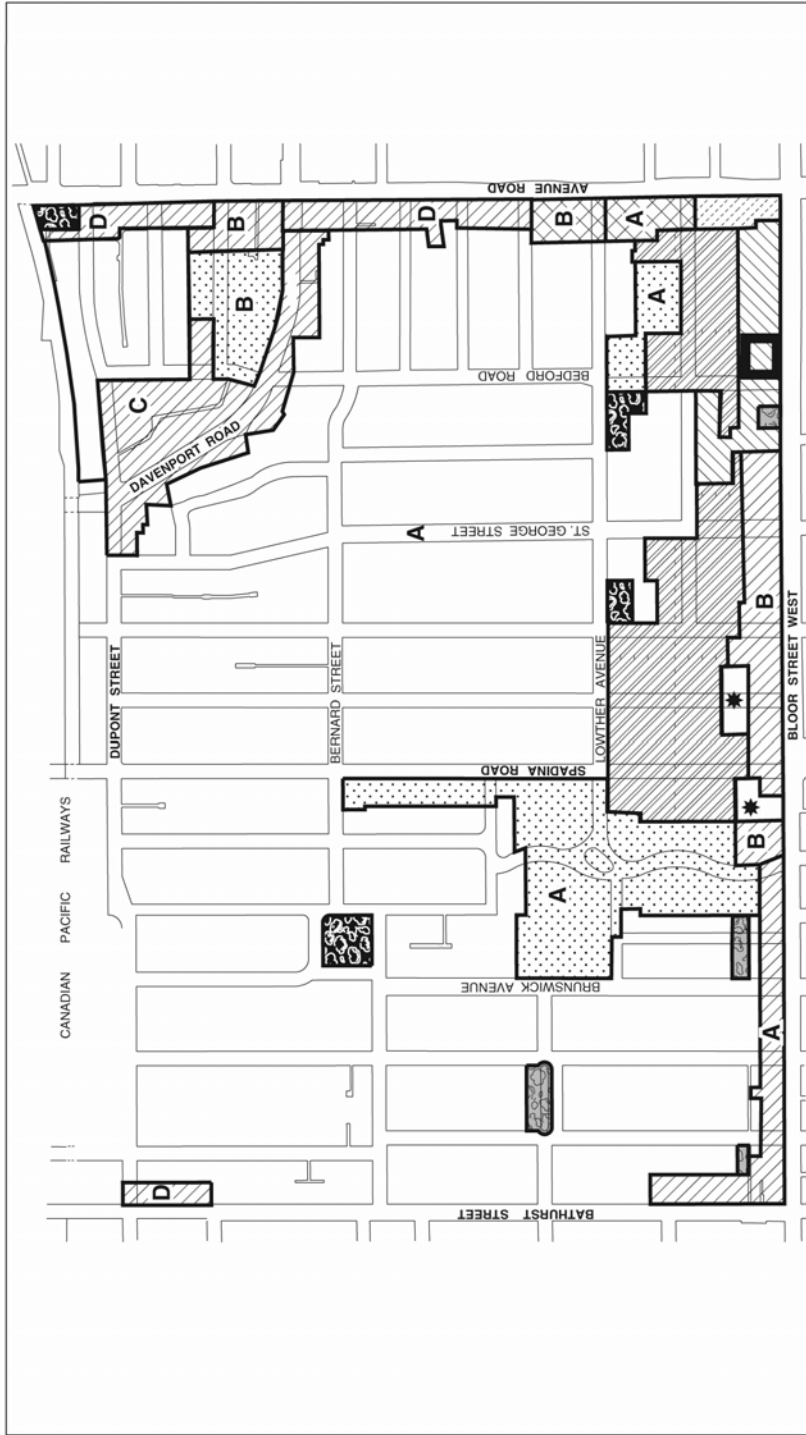 AVENUE ROAD
D
B
D
B
A
B
A
C
BEDFORD ROAD
DAVENPORT ROAD
A
ST. GEORGE STREET
B
DUPONT STREET
BERNARD STREET
LOWTHER AVENUE
BLOOR STREET WEST
SPADINA ROAD
CANADIAN PACIFIC RAILWAYS
B
A
BRUNSWICK AVENUE
A
D
BATHURST STREET